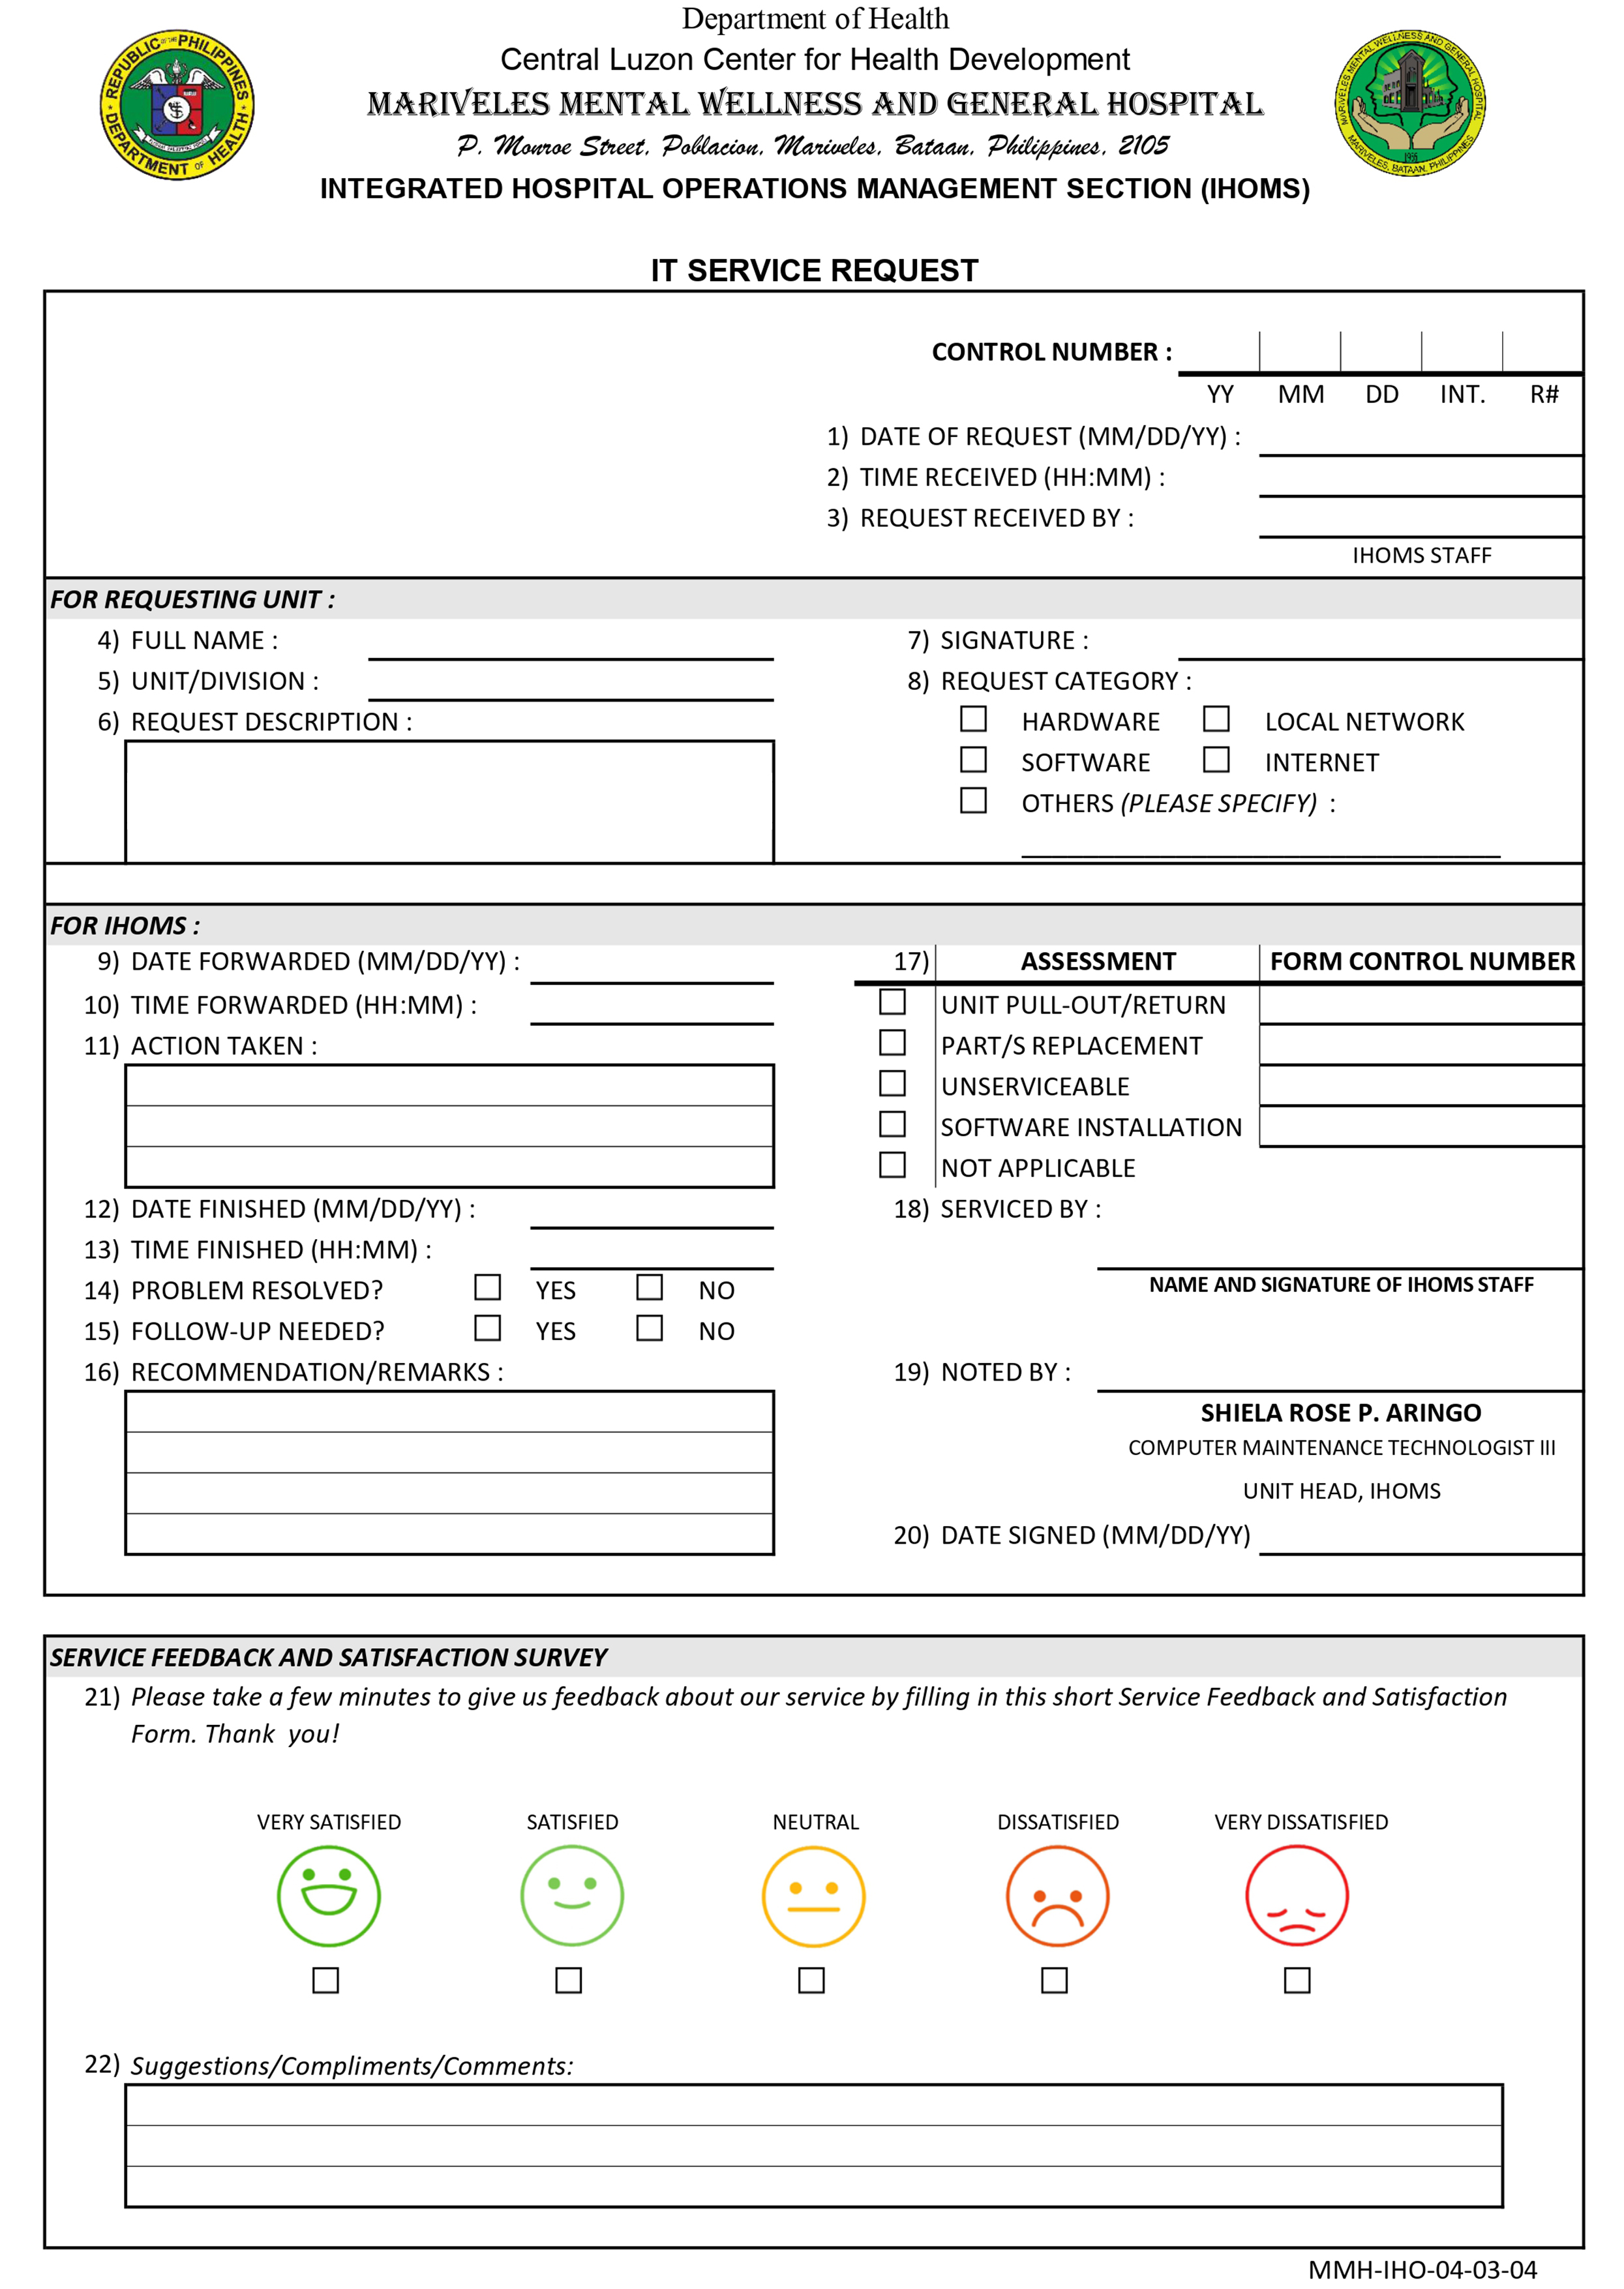 Department of Health
Central Luzon Center for Health Development
MARIVELES MENTAL WELLNESS AND GENERAL HOSPITAL
P. Monroe Street, Poblacion, Mariveles, Bataan, Philippines, 2105
INTEGRATED HOSPITAL OPERATIONS MANAGEMENT SECTION (IHOMS)
REPUBLIC OF THE PHILIPPINES
DEPARTMENT OF HEALTH
MARIVELES MENTAL WELLNESS AND GENERAL HOSPITAL
MARIVELES, BATAAN, PHILIPPINES
IT SERVICE REQUEST
CONTROL NUMBER :
YY MM DD INT. R#
1) DATE OF REQUEST (MM/DD/YY) :
2) TIME RECEIVED (HH:MM) :
3) REQUEST RECEIVED BY :
IHOMS STAFF
FOR REQUESTING UNIT :
4) FULL NAME :
5) UNIT/DIVISION :
6) REQUEST DESCRIPTION :
7) SIGNATURE :
8) REQUEST CATEGORY :
HARDWARE LOCAL NETWORK
SOFTWARE INTERNET
OTHERS (PLEASE SPECIFY) :
FOR IHOMS :
9) DATE FORWARDED (MM/DD/YY) :
10) TIME FORWARDED (HH:MM) :
11) ACTION TAKEN :
12) DATE FINISHED (MM/DD/YY) :
13) TIME FINISHED (HH:MM) :
14) PROBLEM RESOLVED? YES NO
15) FOLLOW-UP NEEDED? YES NO
16) RECOMMENDATION/REMARKS :
17) ASSESSMENT FORM CONTROL NUMBER
UNIT PULL-OUT/RETURN
PART/S REPLACEMENT
UNSERVICEABLE
SOFTWARE INSTALLATION
NOT APPLICABLE
18) SERVICED BY :
NAME AND SIGNATURE OF IHOMS STAFF
19) NOTED BY :
SHIELA ROSE P. ARINGO
COMPUTER MAINTENANCE TECHNOLOGIST III
UNIT HEAD, IHOMS
20) DATE SIGNED (MM/DD/YY)
SERVICE FEEDBACK AND SATISFACTION SURVEY
21) Please take a few minutes to give us feedback about our service by filling in this short Service Feedback and Satisfaction
Form. Thank you!
VERY SATISFIED SATISFIED NEUTRAL DISSATISFIED VERY DISSATISFIED
22) Suggestions/Compliments/Comments:
MMH-IHO-04-03-04